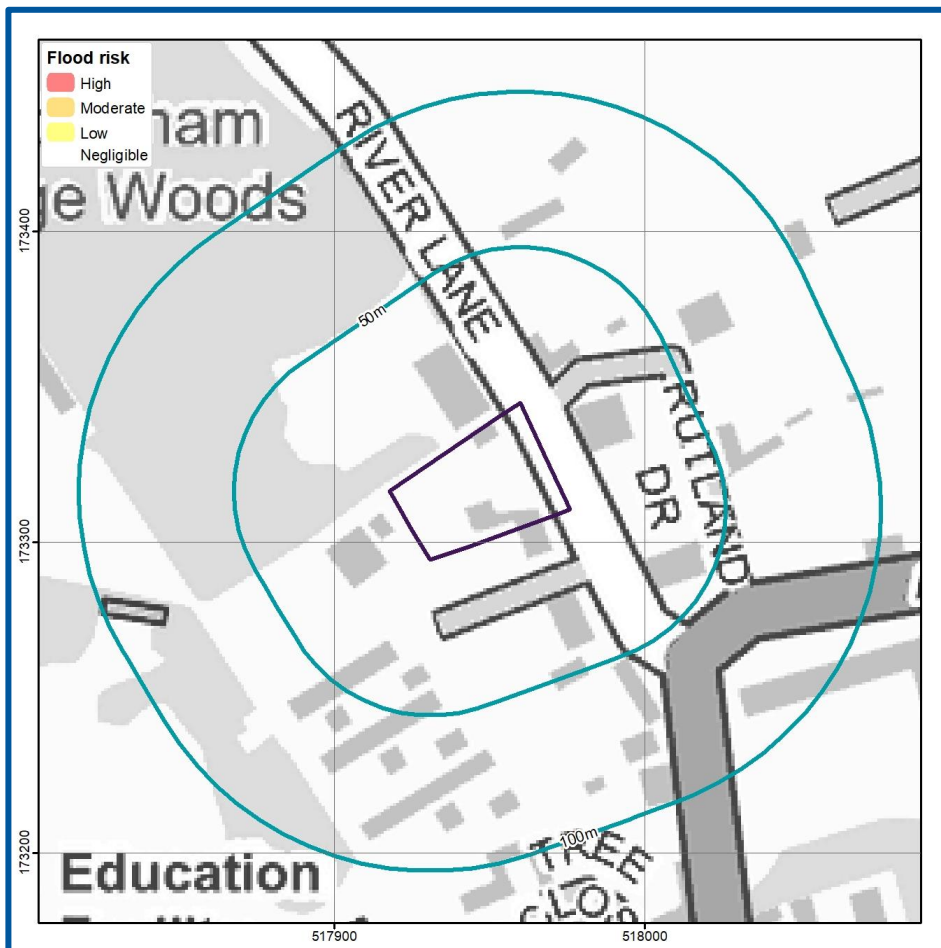 Flood risk
High
Moderate
Low
Negligible
ham
ge Woods
RIVER LANE
50m
RUTLAND
DR
100m
TREE
CLOS
Education
173400
173300
173200
517900
518000